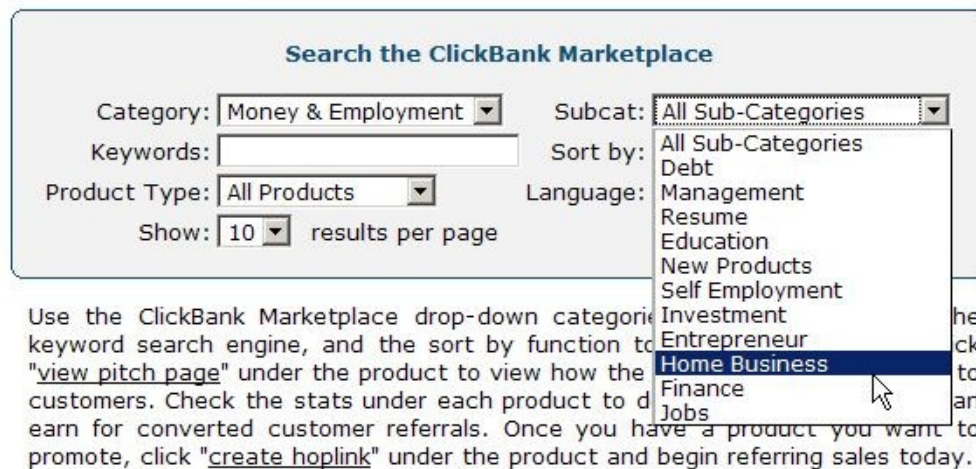 Search the ClickBank Marketplace
Category: Money & Employment Subcat: All Sub-Categories
Keywords: Sort by:
Product Type: All Products Language:
Show: 10 results per page
All Sub-Categories
Debt
Management
Resume
Education
New Products
Self Employment
Investment
Entrepreneur
Home Business
Finance
Jobs
Use the ClickBank Marketplace drop-down
keyword search engine, and the sort by function
"view pitch page" under the product to view how the to
customers. Check the stats under each product to
earn for converted customer referrals. Once you have a product you want to
promote, click "create hoplink" under the product and begin referring sales today.